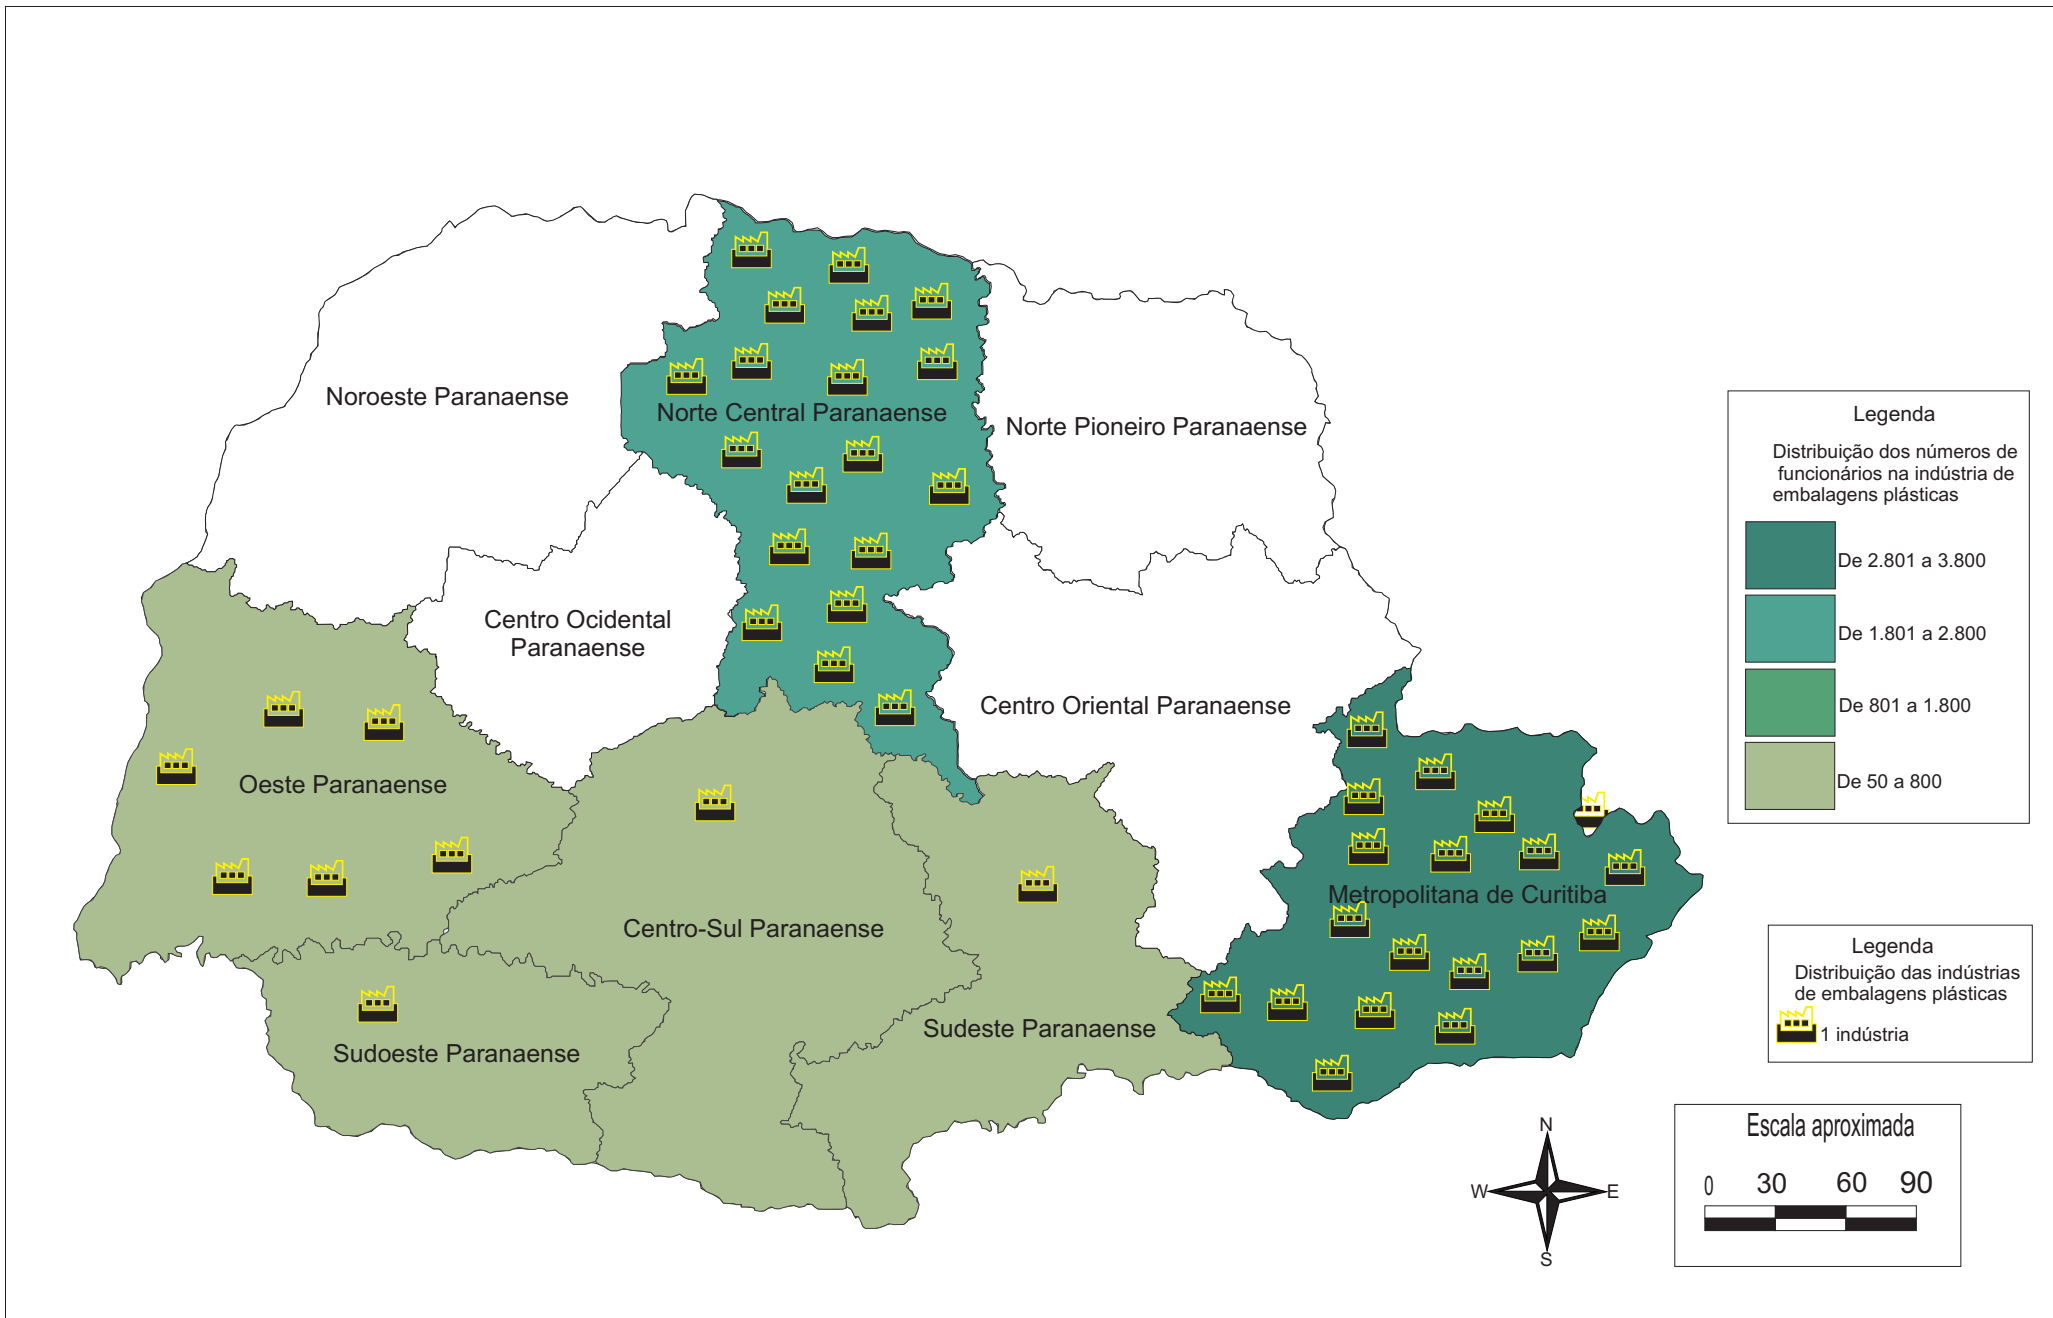 Noroeste Paranaense
Norte Central Paranaense
Norte Pioneiro Paranaense
Centro Ocidental
Paranaense
Centro Oriental Paranaense
Oeste Paranaense
Centro-Sul Paranaense
Metropolitana de Curitiba
Sudeste Paranaense
Sudoeste Paranaense
Legenda
Distribuição dos números de
funcionários na indústria de
embalagens plásticas
De 2.801 a 3.800
De 1.801 a 2.800
De 801 a 1.800
De 50 a 800
Legenda
Distribuição das indústrias
de embalagens plásticas
1 indústria
N
W E
S
Escala aproximada
0 30 60 90